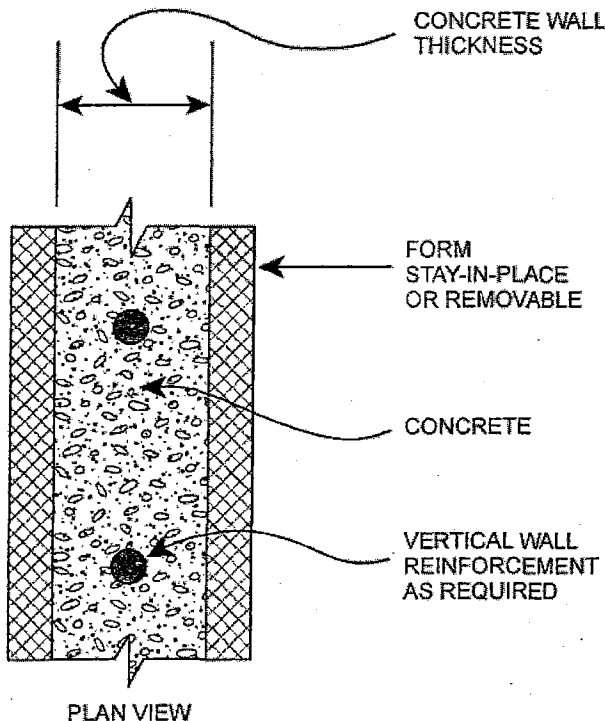 CONCRETE WALL
THICKNESS
FORM
STAY-IN-PLACE
OR REMOVABLE
CONCRETE
VERTICAL WALL
REINFORCEMENT
AS REQUIRED
PLAN VIEW